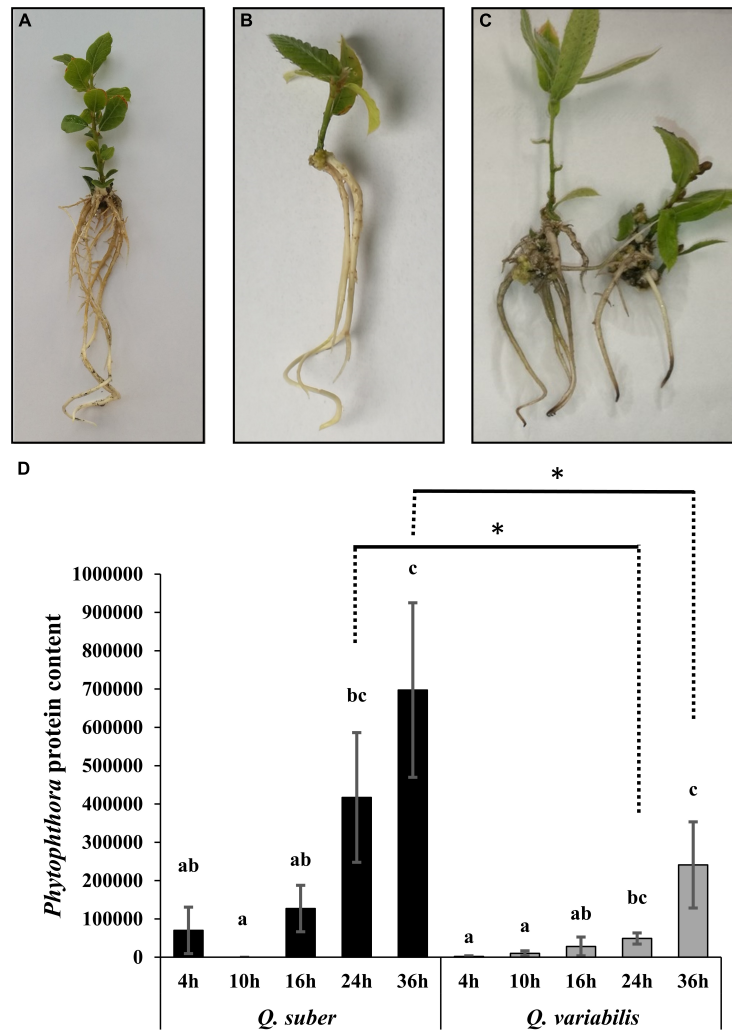 A
B
C
D
*
*
Phytophthora protein content
1000000
900000
800000
700000
600000
500000
400000
300000
200000
100000
0
ab
a
ab
bc
c
a
a
ab
bc
c
4h 10h 16h 24h 36h 4h 10h 16h 24h 36h
Q. suber Q. variabilis